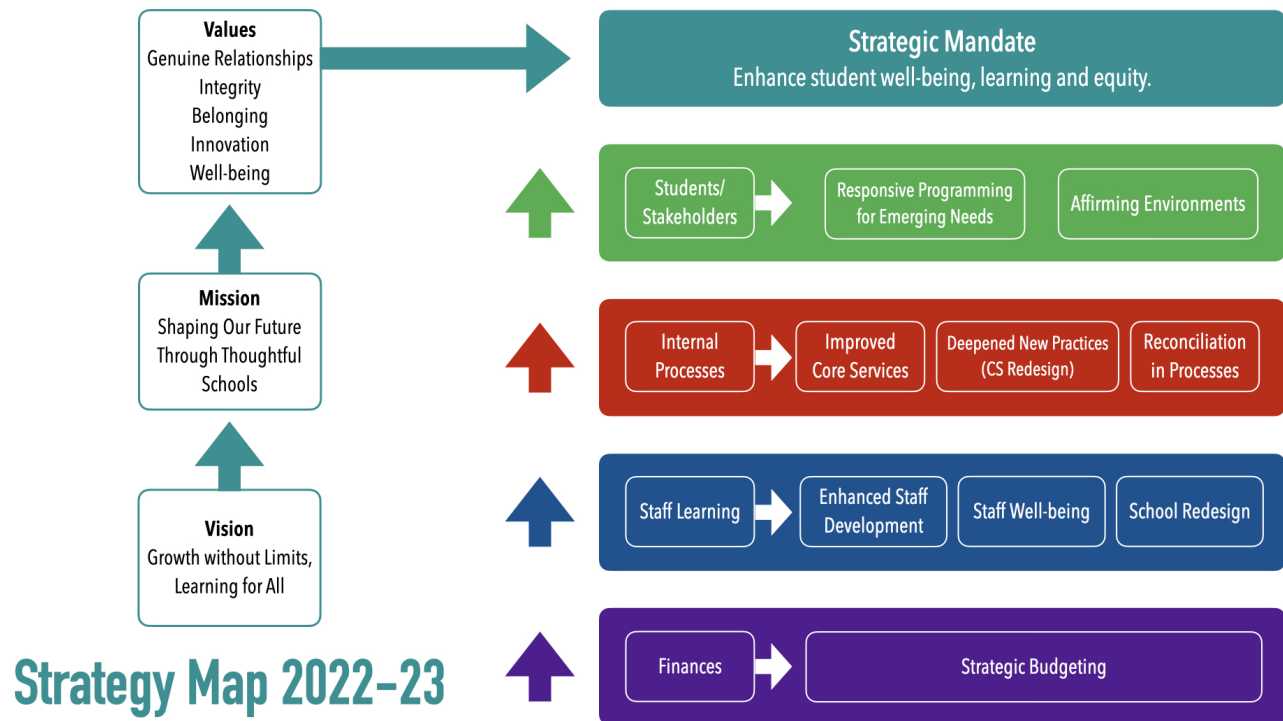 Values
Genuine Relationships
Integrity
Belonging
Innovation
Well-being
Mission
Shaping Our Future
Through Thoughtful
Schools
Vision
Growth without Limits,
Learning for All
Strategy Map 2022–23
Strategic Mandate
Enhance student well-being, learning and equity.
Students/
Stakeholders
Responsive Programming
for Emerging Needs
Affirming Environments
Internal
Processes
Improved
Core Services
Deepened New Practices
(CS Redesign)
Reconciliation
in Processes
Staff Learning
Enhanced Staff
Development
Staff Well-being
School Redesign
Finances
Strategic Budgeting